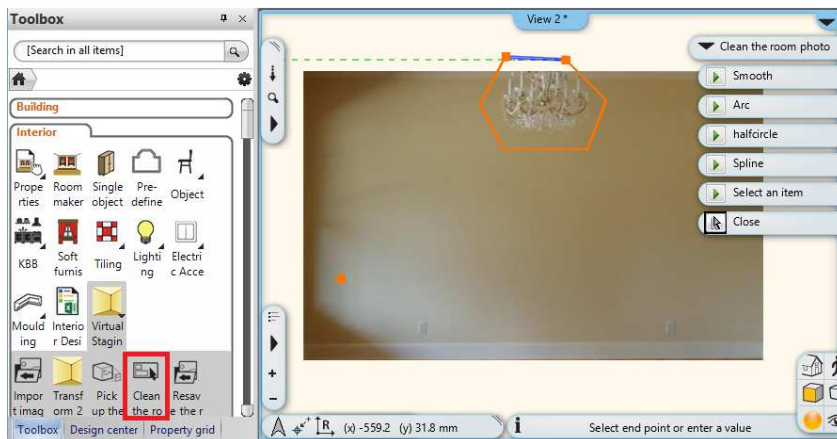 Toolbox
[Search in all items]
Building
Interior
Prope
rties
Room
maker
Single
object
Pre-
define
Object
KBB
Soft
furnis
Tiling
Lighti
ng
Electri
c Acce
Mould
ing
Interio
r Desi
Virtual
Stagin
Impor
t imag
Transf
orm 2
Pick
up the
Clean
the ro
Resav
e the r
Toolbox
Design center
Property grid
View 2 *
Clean the room photo
Smooth
Arc
halfcircle
Spline
Select an item
Close
R
(x) -559.2 (y) 31.8 mm
Select end point or enter a value